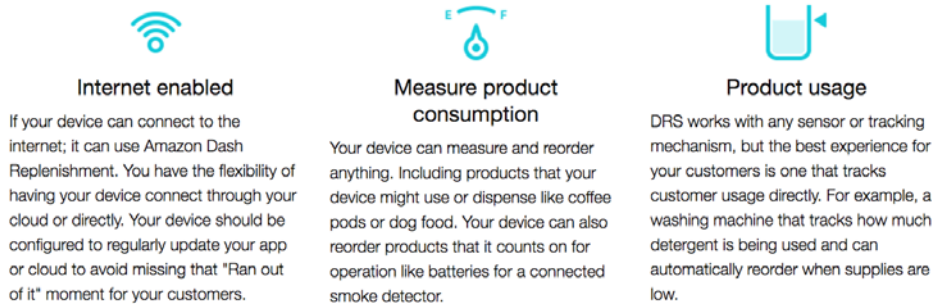 E F
Internet enabled
If your device can connect to the
internet; it can use Amazon Dash
Replenishment. You have the flexibility of
having your device connect through your
cloud or directly. Your device should be
configured to regularly update your app
or cloud to avoid missing that "Ran out
of it" moment for your customers.
Measure product
consumption
Your device can measure and reorder
anything. Including products that your
device might use or dispense like coffee
pods or dog food. Your device can also
reorder products that it counts on for
operation like batteries for a connected
smoke detector.
Product usage
DRS works with any sensor or tracking
mechanism, but the best experience for
your customers is one that tracks
customer usage directly. For example, a
washing machine that tracks how much
detergent is being used and can
automatically reorder when supplies are
low.